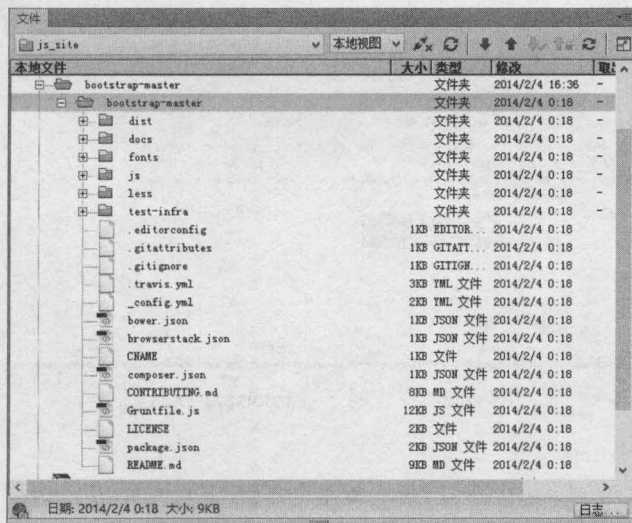 文件
js_site 本地视图
本地文件 大小 类型 修改
bootstrap-master 文件夹 2014/2/4 16:36 -
bootstrap-master 文件夹 2014/2/4 0:18 -
dist 文件夹 2014/2/4 0:18 -
docs 文件夹 2014/2/4 0:18 -
fonts 文件夹 2014/2/4 0:18 -
js 文件夹 2014/2/4 0:18 -
less 文件夹 2014/2/4 0:18 -
test-infra 文件夹 2014/2/4 0:18 -
.editorconfig 1KB EDITOR... 2014/2/4 0:18
.gitattributes 1KB GITATT... 2014/2/4 0:18
.gitignore 1KB GITIGN... 2014/2/4 0:18
.travis.yml 3KB YML 文件 2014/2/4 0:18
_config.yml 2KB YML 文件 2014/2/4 0:18
bower.json 1KB JSON 文件 2014/2/4 0:18
browserstack.json 1KB JSON 文件 2014/2/4 0:18
CNAME 1KB 文件 2014/2/4 0:18
composer.json 1KB JSON 文件 2014/2/4 0:18
CONTRIBUTING.md 8KB MD 文件 2014/2/4 0:18
Gruntfile.js 12KB JS 文件 2014/2/4 0:18
LICENSE 2KB 文件 2014/2/4 0:18
package.json 2KB JSON 文件 2014/2/4 0:18
README.md 9KB MD 文件 2014/2/4 0:18
日期: 2014/2/4 0:18 大小: 9KB 日志...